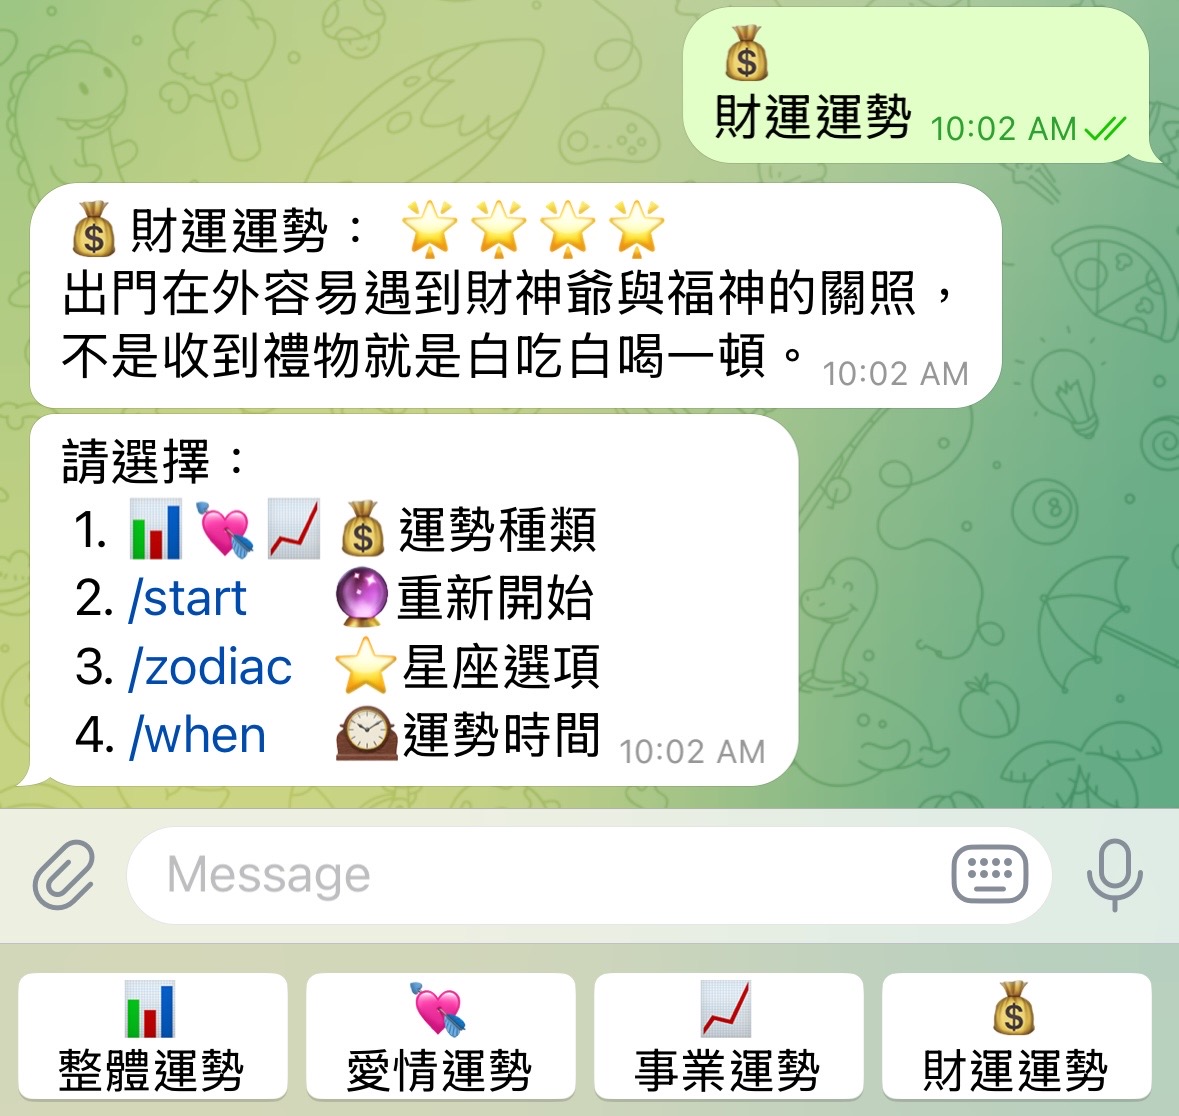 💰
財運運勢 10:02 AM
💰財運運勢： 🌟🌟🌟🌟
出門在外容易遇到財神爺與福神的關照，
不是收到禮物就是白吃白喝一頓。 10:02 AM
請選擇：
1. 📊💘📈💰運勢種類
2. /start 🔮重新開始
3. /zodiac ⭐星座選項
4. /when 🕰運勢時間 10:02 AM
Message
📊 💘 📈 💰
整體運勢 愛情運勢 事業運勢 財運運勢